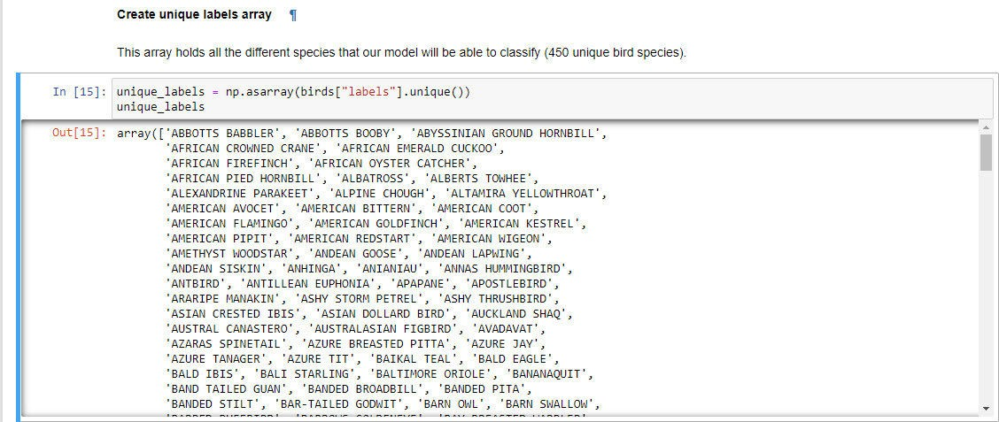 Create unique labels array ¶
This array holds all the different species that our model will be able to classify (450 unique bird species).
In [15]: unique_labels = np.asarray(birds["labels"].unique())
unique_labels
Out[15]: array(['ABBOTTS BABBLER', 'ABBOTTS BOOBY', 'ABYSSINIAN GROUND HORNBILL',
'AFRICAN CROWNED CRANE', 'AFRICAN EMERALD CUCKOO',
'AFRICAN FIREFINCH', 'AFRICAN OYSTER CATCHER',
'AFRICAN PIED HORNBILL', 'ALBATROSS', 'ALBERTS TOWHEE',
'ALEXANDRINE PARAKEET', 'ALPINE CHOUGH', 'ALTAMIRA YELLOWTHROAT',
'AMERICAN AVOCET', 'AMERICAN BITTERN', 'AMERICAN COOT',
'AMERICAN FLAMINGO', 'AMERICAN GOLDFINCH', 'AMERICAN KESTREL',
'AMERICAN PIPIT', 'AMERICAN REDSTART', 'AMERICAN WIGEON',
'AMETHYST WOODSTAR', 'ANDEAN GOOSE', 'ANDEAN LAPWING',
'ANDEAN SISKIN', 'ANHINGA', 'ANIANIAU', 'ANNAS HUMMINGBIRD',
'ANTBIRD', 'ANTILLEAN EUPHONIA', 'APAPANE', 'APOSTLEBIRD',
'ARARIPE MANAKIN', 'ASHY STORM PETREL', 'ASHY THRUSHBIRD',
'ASIAN CRESTED IBIS', 'ASIAN DOLLARD BIRD', 'AUCKLAND SHAQ',
'AUSTRAL CANASTERO', 'AUSTRALASIAN FIGBIRD', 'AVADAVAT',
'AZARAS SPINETAIL', 'AZURE BREASTED PITTA', 'AZURE JAY',
'AZURE TANAGER', 'AZURE TIT', 'BAIKAL TEAL', 'BALD EAGLE',
'BALD IBIS', 'BALI STARLING', 'BALTIMORE ORIOLE', 'BANANAQUIT',
'BAND TAILED GUAN', 'BANDED BROADBILL', 'BANDED PITA',
'BANDED STILT', 'BAR-TAILED GODWIT', 'BARN OWL', 'BARN SWALLOW',